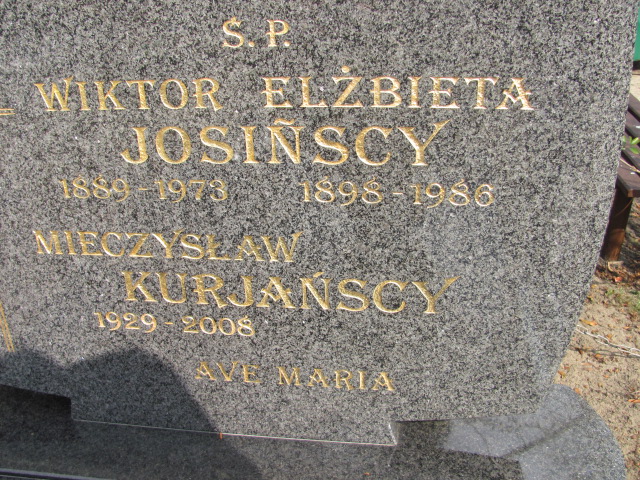 Ś.P.
WIKTOR ELŻBIETA
JOSIŃSCY
1889-1973 1898-1986
MIECZYSŁAW
KURJAŃSCY
1929-2008
AVE MARIA